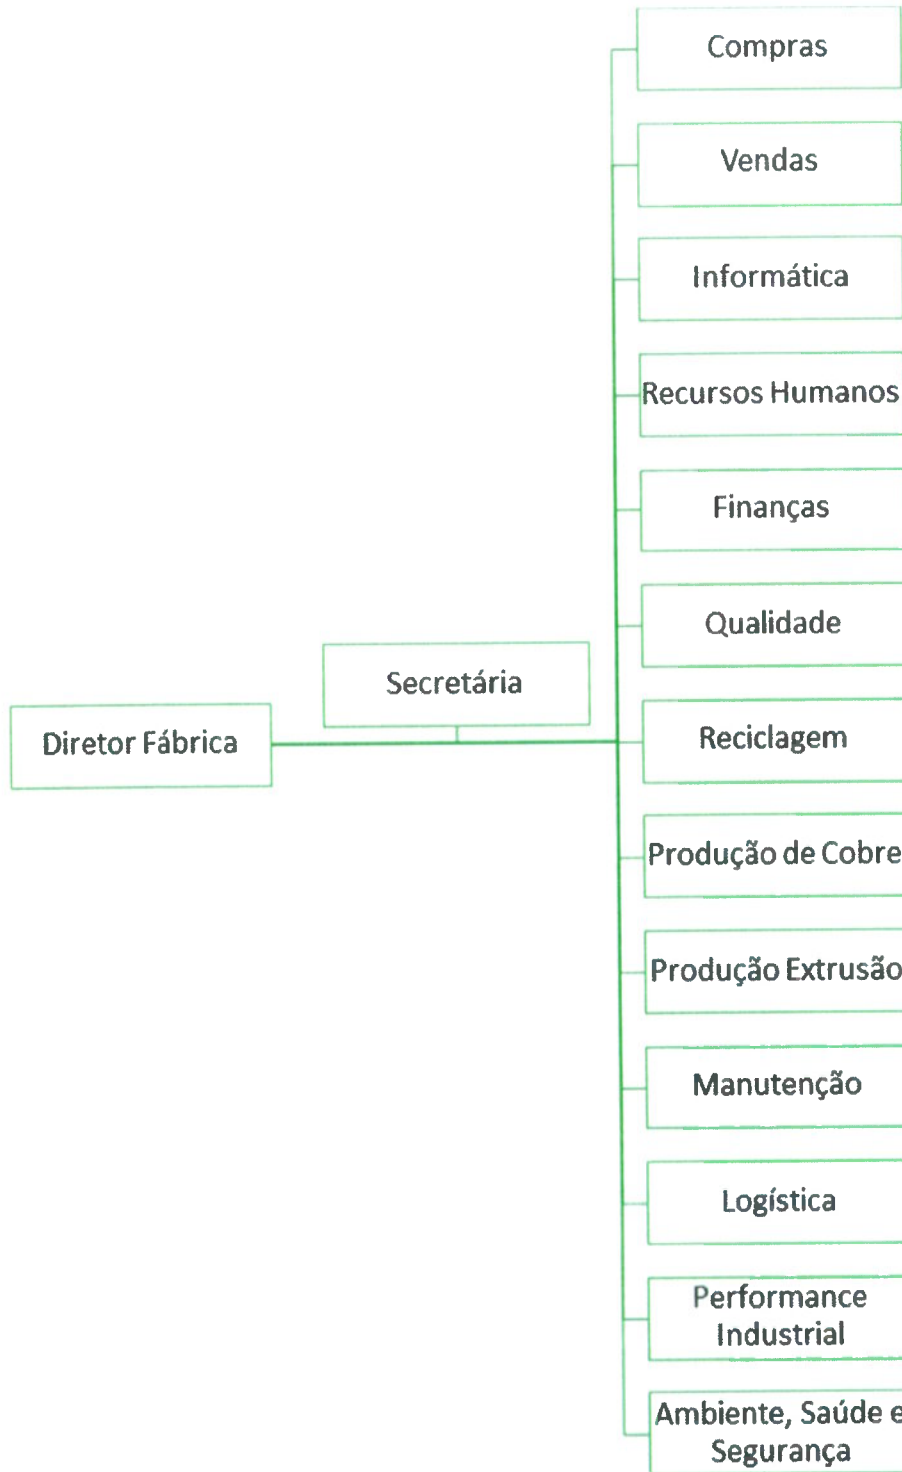 Compras
Vendas
Informática
Recursos Humanos
Finanças
Qualidade
Secretária
Diretor Fábrica
Reciclagem
Produção de Cobre
Produção Extrusão
Manutenção
Logística
Performance
Industrial
Ambiente, Saúde e
Segurança